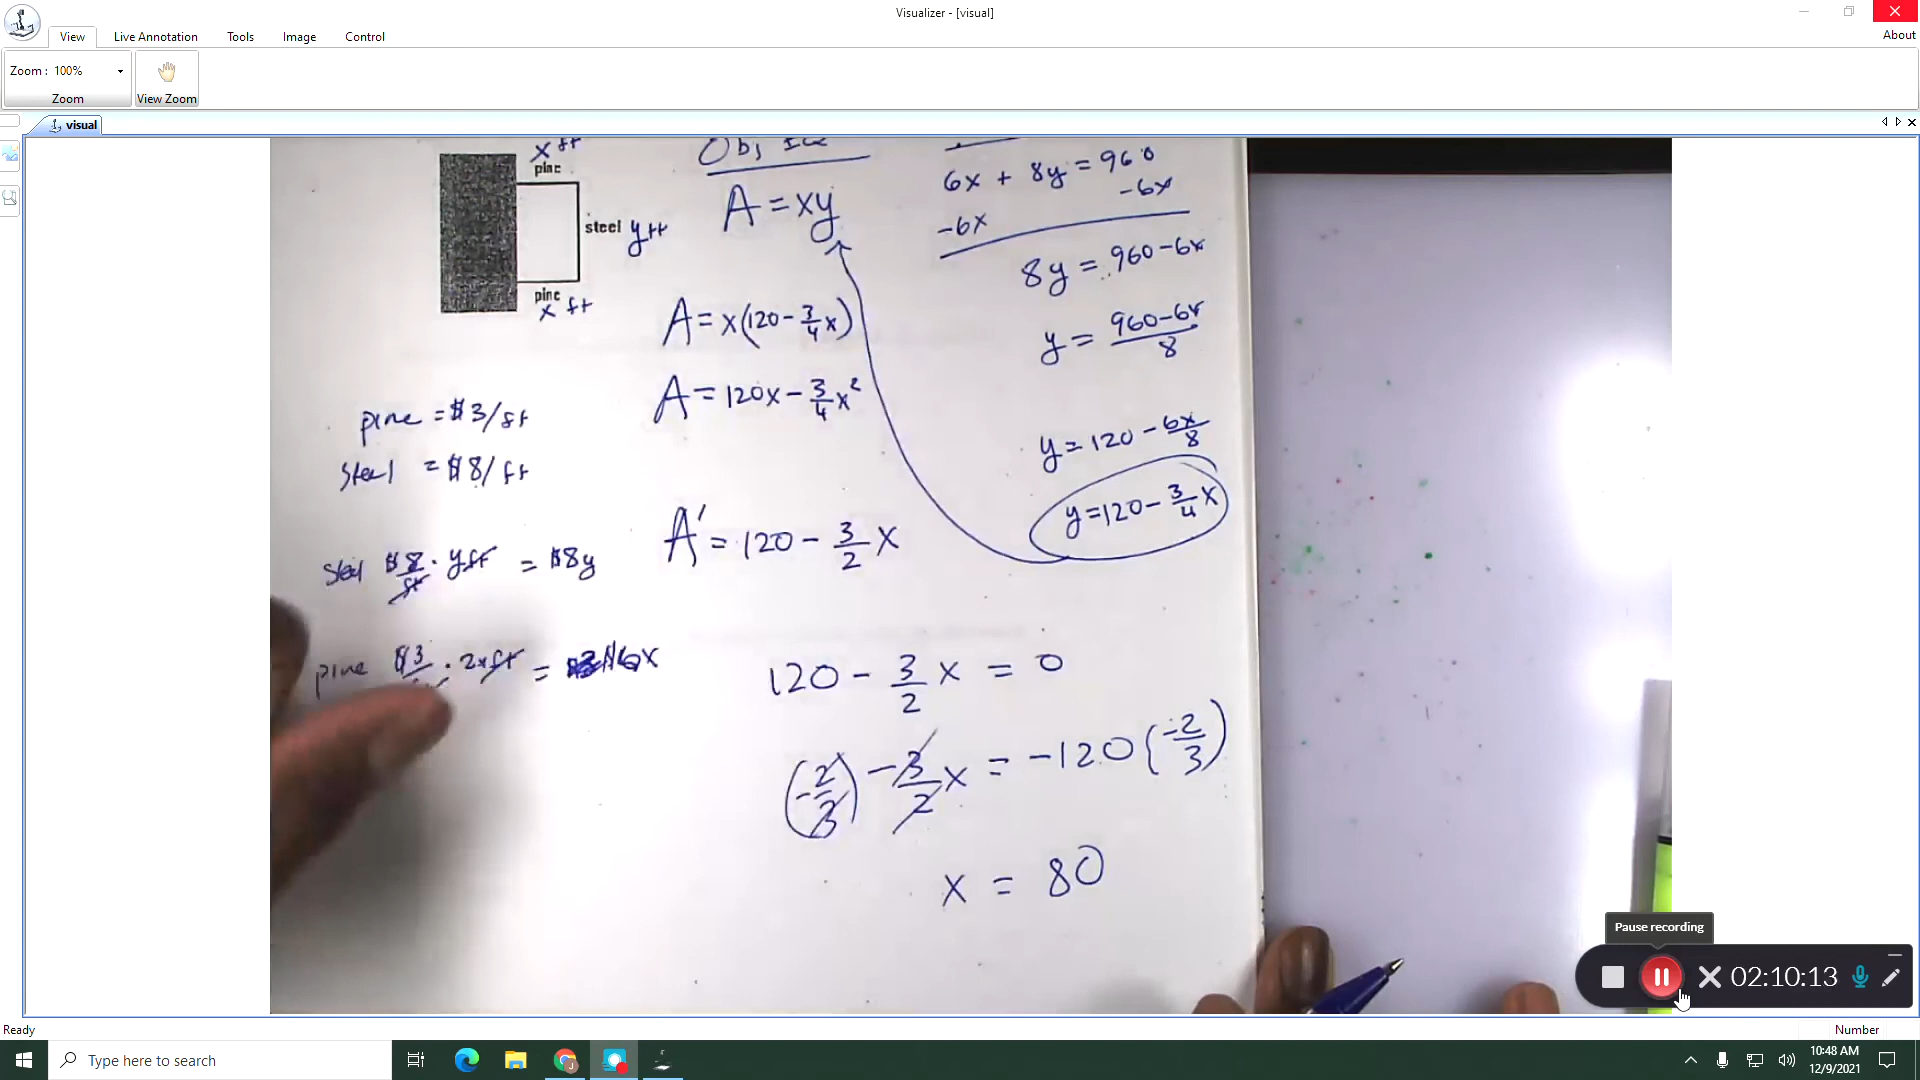 Visualizer - [visual]
View Live Annotation Tools Image Control About
Zoom : 100%
Zoom View Zoom
visual
x ft
pine
steel y ft
pine
x ft
A = xy
A = x(120 - 3/4 x)
A = 120x - 3/4 x²
A' = 120 - 3/2 x
120 - 3/2 x = 0
(-2/3) -3/2 x = -120 (-2/3)
x = 80
6x + 8y = 960
-6x -6x
8y = 960 - 6x
y = 960-6x/8
y = 120 - 6x/8
y = 120 - 3/4 x
pine = $3/ft
Steel = $8/ft
Steel $8/ft · y ft = $8y
pine $3 · 2x ft = $6x
Pause recording
02:10:13
Ready Number
Type here to search
10:48 AM
12/9/2021